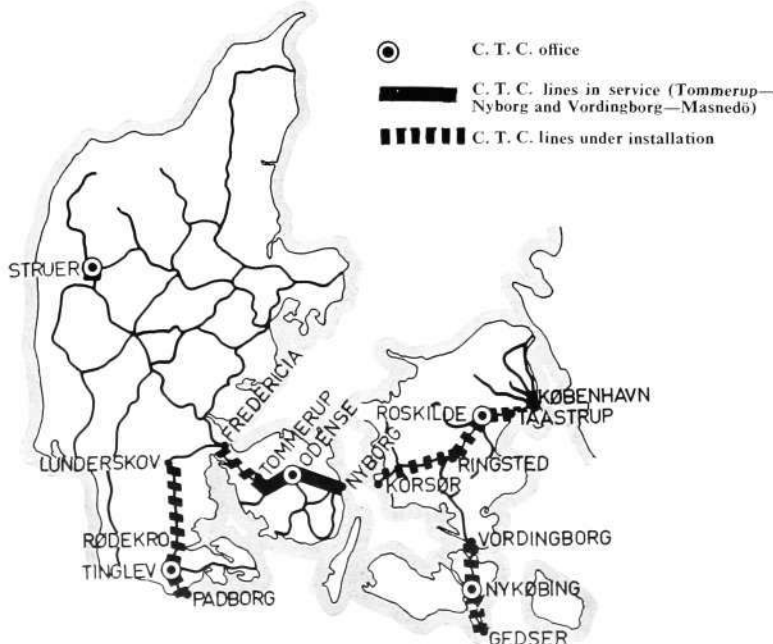 C. T. C. office
C. T. C. lines in service (Tommerup—
Nyborg and Vordingborg—Masnedö)
C. T. C. lines under installation
STRUER
FREDERICIA
TOMMERUP
ODENSE
NYBORG
LUNDERSKOV
RØDEKRO
TINGLEV
PADBORG
KØBENHAVN
ROSKILDE
TAASTRUP
RINGSTED
KORSØR
VORDINGBORG
NYKØBING
GEDSER